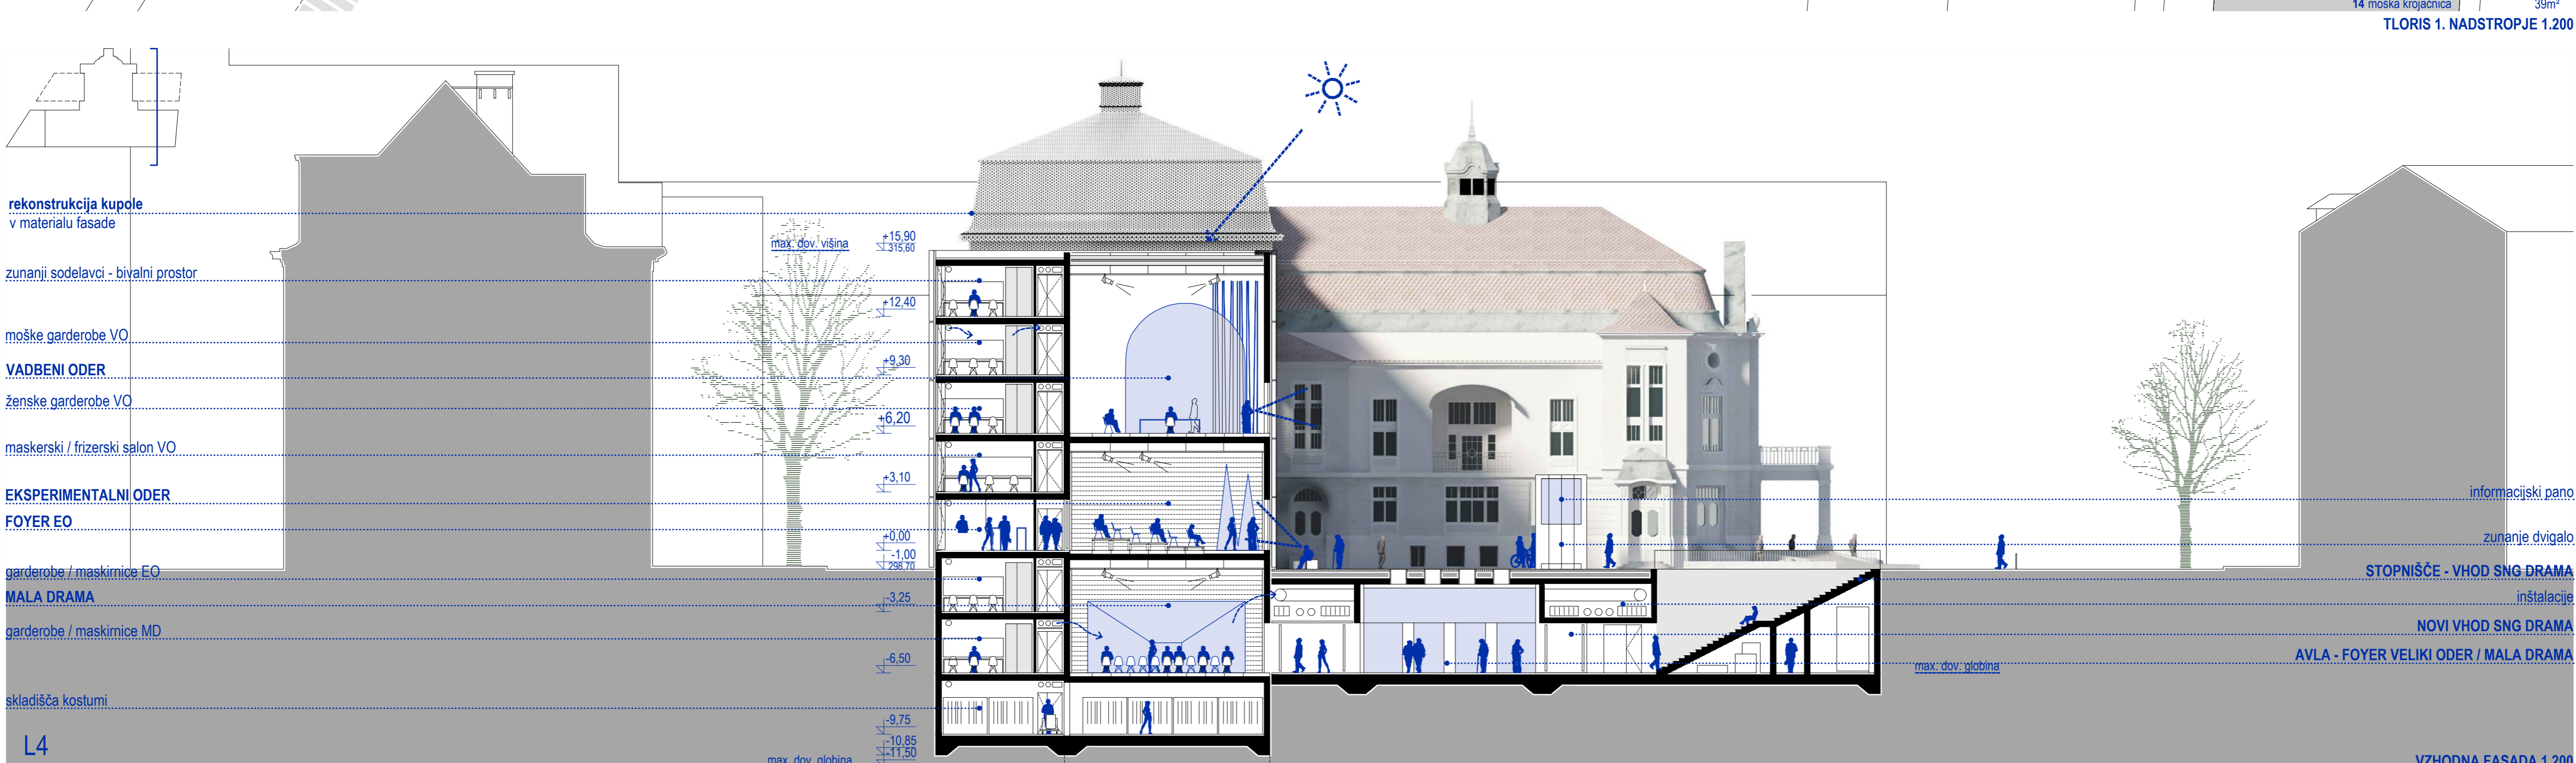 14 moška krojačnica 39m²
TLORIS 1. NADSTROPJE 1.200
rekonstrukcija kupole
v materialu fasade
max. dov. višina
+15,90
315,60
zunanji sodelavci - bivalni prostor
+12,40
moške garderobe VO
+9,30
VADBENI ODER
ženske garderobe VO
+6,20
maskerski / frizerski salon VO
+3,10
EKSPERIMENTALNI ODER
informacijski pano
FOYER EO
+0,00
zunanje dvigalo
-1,00
298,70
garderobe / maskirnice EO
STOPNIŠČE - VHOD SNG DRAMA
MALA DRAMA
-3,25
inštalacije
garderobe / maskirnice MD
NOVI VHOD SNG DRAMA
-6,50
AVLA - FOYER VELIKI ODER / MALA DRAMA
max. dov. globina
skladišča kostumi
-9,75
-10,85
-11,50
L4
max. dov. globina
VZHODNA FASADA 1.200